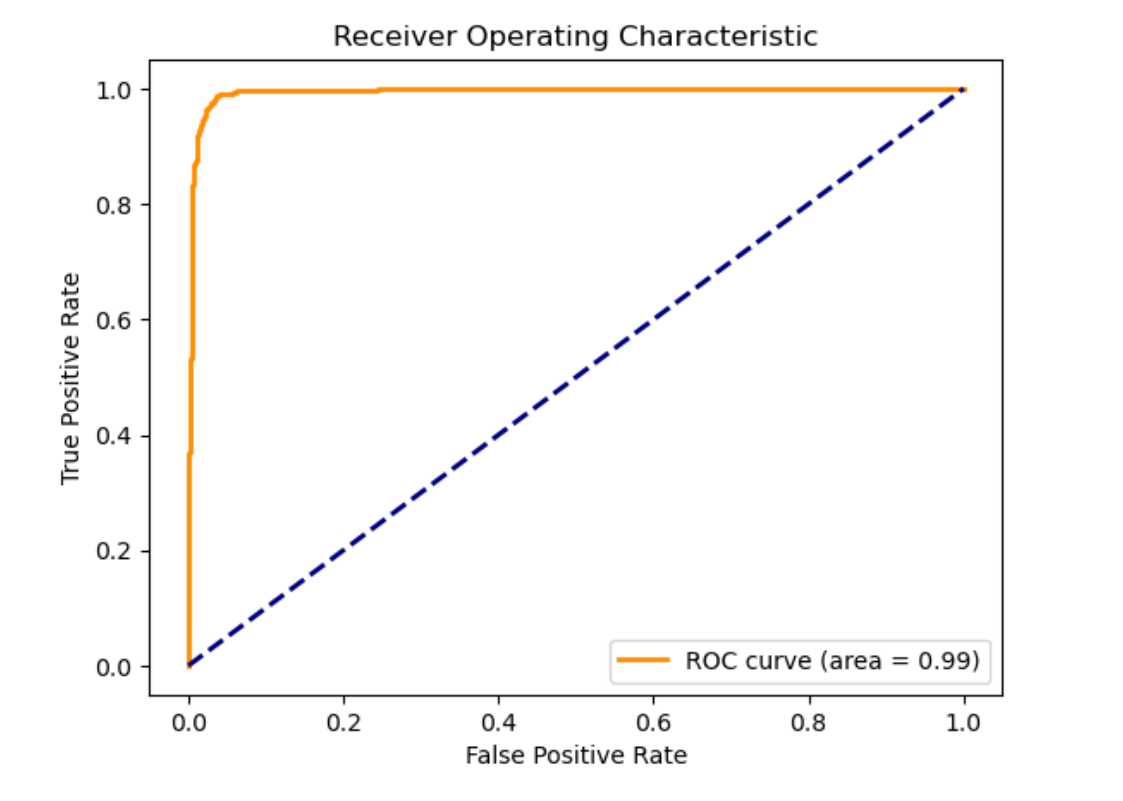 Receiver Operating Characteristic
True Positive Rate
1.0
0.8
0.6
0.4
0.2
0.0
ROC curve (area = 0.99)
0.0 0.2 0.4 0.6 0.8 1.0
False Positive Rate